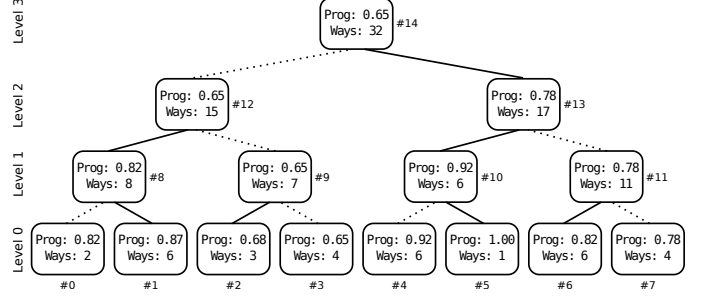 Level 3
Prog: 0.65
Ways: 32
#14
Level 2
Prog: 0.65
Ways: 15
#12
Prog: 0.78
Ways: 17
#13
Level 1
Prog: 0.82
Ways: 8
#8
Prog: 0.65
Ways: 7
#9
Prog: 0.92
Ways: 6
#10
Prog: 0.78
Ways: 11
#11
Level 0
Prog: 0.82
Ways: 2
#0
Prog: 0.87
Ways: 6
#1
Prog: 0.68
Ways: 3
#2
Prog: 0.65
Ways: 4
#3
Prog: 0.92
Ways: 6
#4
Prog: 1.00
Ways: 1
#5
Prog: 0.82
Ways: 6
#6
Prog: 0.78
Ways: 4
#7